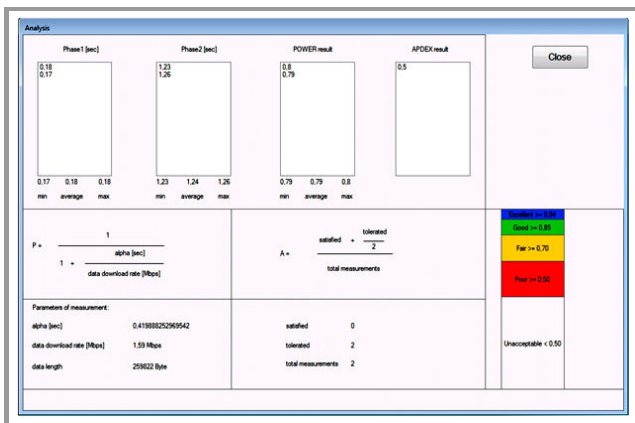 Analysis
Phase1 [sec] Phase2 [sec] POWER result APDEX result
Close
0,18 1,23 0,8 0,5
0,17 1,26 0,79
0,17 0,18 0,18 1,23 1,24 1,26 0,79 0,79 0,8
min average max min average max min average max
Excellent >= 0,94
Good >= 0,85
Fair >= 0,70
Poor >= 0,50
Unacceptable < 0,50
1
P =
alpha [sec]
1 +
data download rate [Mbps]
tolerated
satisfied +
2
A =
total measurements
Parameters of measurement:
alpha [sec] 0,419888252969542 satisfied 0
data download rate [Mbps] 1,59 Mbps tolerated 2
data length 259822 Byte total measurements 2